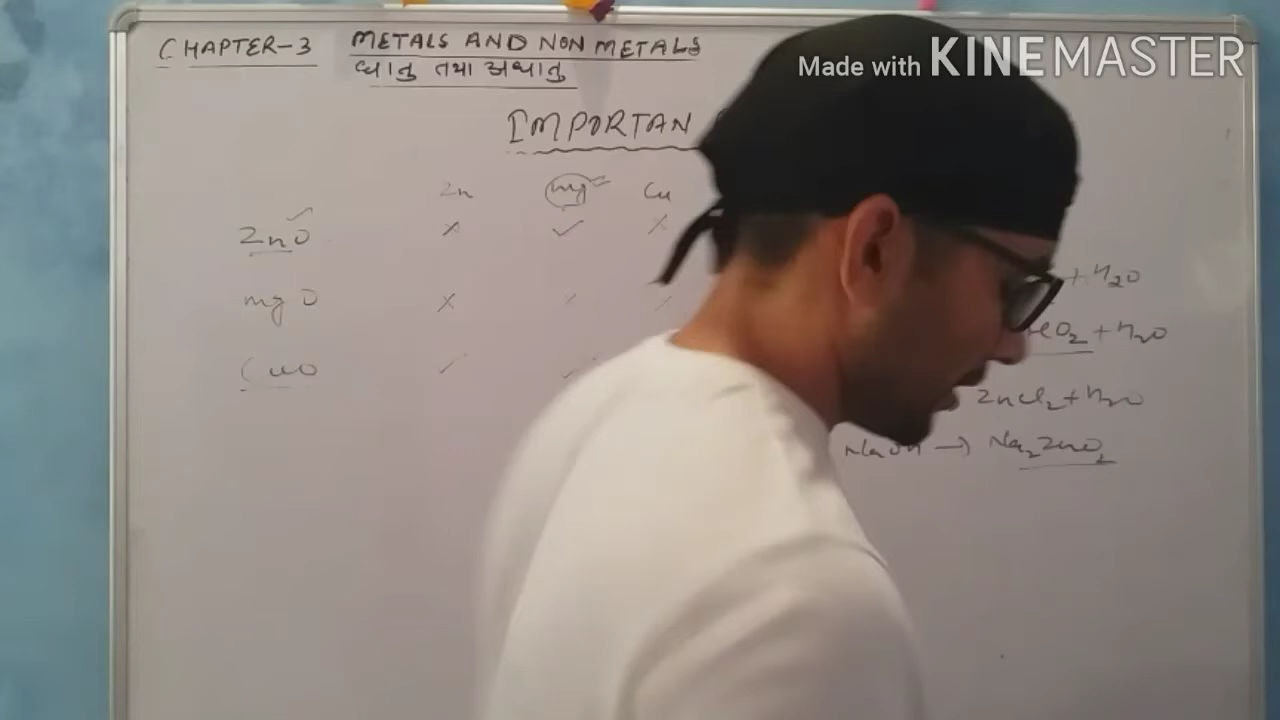 Made with KINEMASTER
CHAPTER-3 METALS AND NON METALS
ધાતુ તથા અધાતુ
IMPORTAN
Zn mg Cu
ZnO × ✓ ×
mgO ×
CuO ✓
+ H2O
O2 + H2O
ZnCl2 + H2O
NaOH → Na2ZnO2